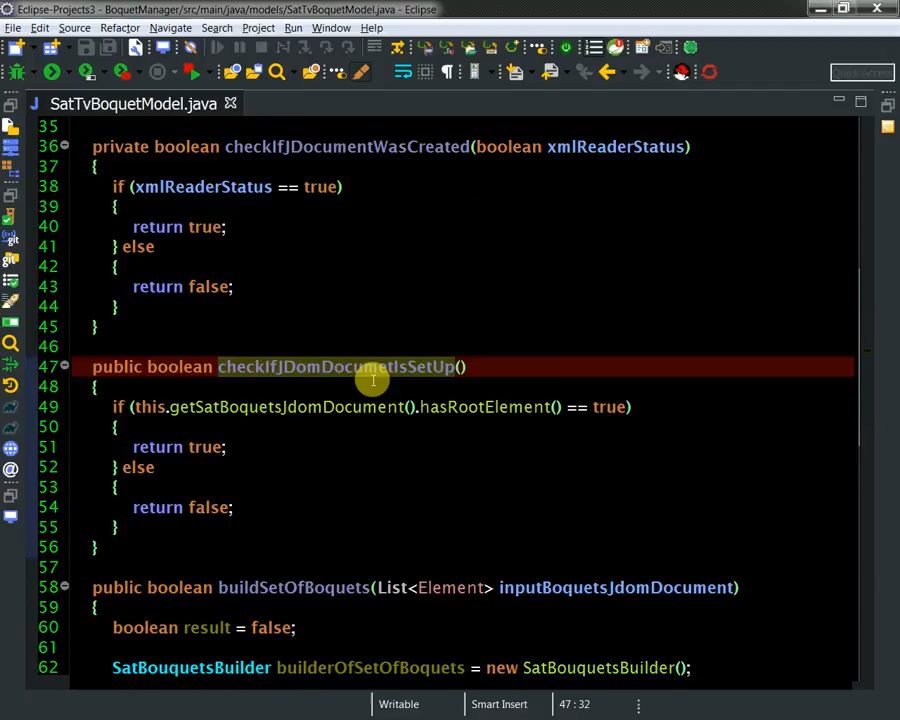 Eclipse-Projects3 - BoquetManager/src/main/java/models/SatTvBoquetModel.java - Eclipse
File Edit Source Refactor Navigate Search Project Run Window Help
Quick Access
SatTvBoquetModel.java
35
36 private boolean checkIfJDocumentWasCreated(boolean xmlReaderStatus)
37 {
38 if (xmlReaderStatus == true)
39 {
40 return true;
41 } else
42 {
43 return false;
44 }
45 }
46
47 public boolean checkIfJDomDocumetIsSetUp()
48 {
49 if (this.getSatBoquetsJdomDocument().hasRootElement() == true)
50 {
51 return true;
52 } else
53 {
54 return false;
55 }
56 }
57
58 public boolean buildSetOfBoquets(List<Element> inputBoquetsJdomDocument)
59 {
60 boolean result = false;
61
62 SatBouquetsBuilder builderOfSetOfBoquets = new SatBouquetsBuilder();
Writable Smart Insert 47 : 32